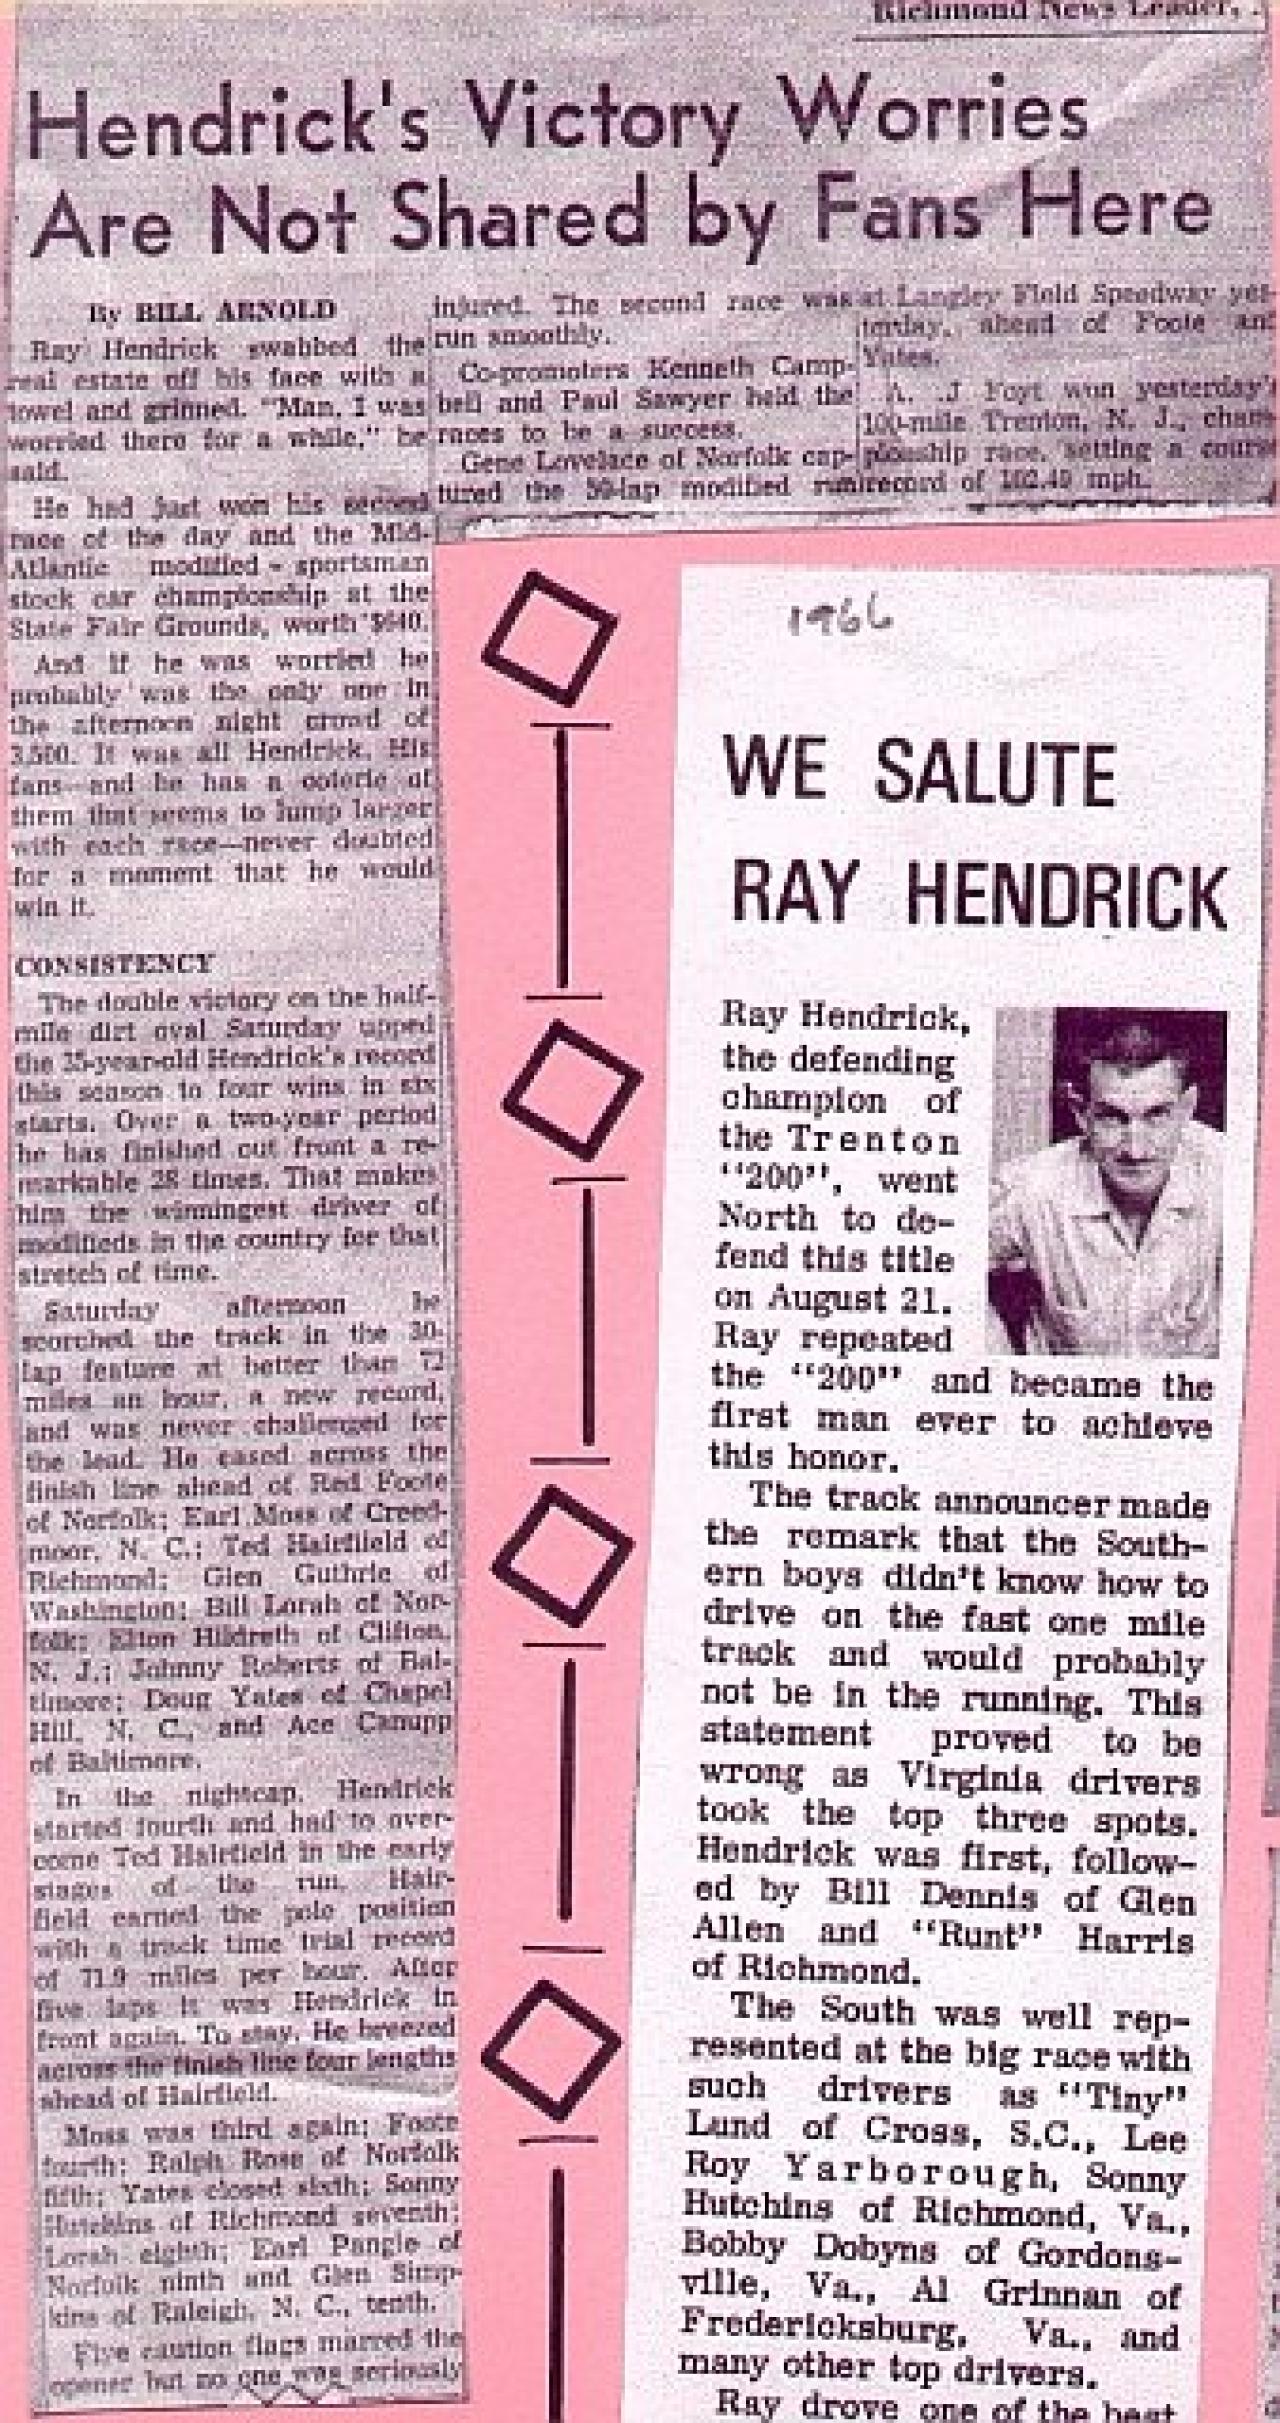 Richmond News Leader,
Hendrick's Victory Worries
Are Not Shared by Fans Here
By BILL ARNOLD
Ray Hendrick swabbed the
real estate off his face with a
towel and grinned. "Man, I was
worried there for a while," he
said.
He had just won his second
race of the day and the Mid-
Atlantic modified - sportsman
stock car championship at the
State Fair Grounds, worth $640.
And if he was worried he
probably was the only one in
the afternoon night crowd of
3,500. It was all Hendrick. His
fans—and he has a coterie of
them that seems to lump larger
with each race—never doubted
for a moment that he would
win it.
CONSISTENCY
The double victory on the half-
mile dirt oval Saturday upped
the 35-year-old Hendrick's record
this season to four wins in six
starts. Over a two-year period
he has finished out front a re-
markable 28 times. That makes
him the winningest driver of
modifieds in the country for that
stretch of time.
Saturday afternoon he
scorched the track in the 30-
lap feature at better than 72
miles an hour, a new record,
and was never challenged for
the lead. He eased across the
finish line ahead of Red Foote
of Norfolk; Earl Moss of Creed-
moor, N. C.; Ted Hairfiield of
Richmond; Glen Guthrie of
Washington; Bill Lorah of Nor-
folk; Elton Hildreth of Clifton,
N. J.; Johnny Roberts of Bal-
timore; Doug Yates of Chapel
Hill, N. C., and Ace Canupp
of Baltimore.
In the nightcap, Hendrick
started fourth and had to over-
come Ted Hairfield in the early
stages of the run. Hair-
field earned the pole position
with a track time trial record
of 71.9 miles per hour. After
five laps it was Hendrick in
front again. To stay. He breezed
across the finish line four lengths
ahead of Hairfield.
Moss was third again; Foote
fourth; Ralph Rose of Norfolk
fifth; Yates closed sixth; Sonny
Hutchins of Richmond seventh;
Lorah eighth; Earl Pangle of
Norfolk ninth and Glen Simp-
kins of Raleigh, N. C., tenth.
Five caution flags marred the
opener but no one was seriously
injured. The second race was
run smoothly.
Co-promoters Kenneth Camp-
bell and Paul Sawyer held the
races to be a success.
Gene Lovelace of Norfolk cap-
tured the 50-lap modified run
at Langley Field Speedway yes-
terday, ahead of Foote and
Yates.
A. .J Foyt won yesterday's
100-mile Trenton, N. J., cham-
pionship race, setting a course
record of 102.49 mph.
1966
WE SALUTE
RAY HENDRICK
Ray Hendrick,
the defending
champion of
the Trenton
"200", went
North to de-
fend this title
on August 21.
Ray repeated
the "200" and became the
first man ever to achieve
this honor.
The track announcer made
the remark that the South-
ern boys didn't know how to
drive on the fast one mile
track and would probably
not be in the running. This
statement proved to be
wrong as Virginia drivers
took the top three spots.
Hendrick was first, follow-
ed by Bill Dennis of Glen
Allen and "Runt" Harris
of Richmond.
The South was well rep-
resented at the big race with
such drivers as "Tiny"
Lund of Cross, S.C., Lee
Roy Yarborough, Sonny
Hutchins of Richmond, Va.,
Bobby Dobyns of Gordons-
ville, Va., Al Grinnan of
Fredericksburg, Va., and
many other top drivers.
Ray drove one of the best